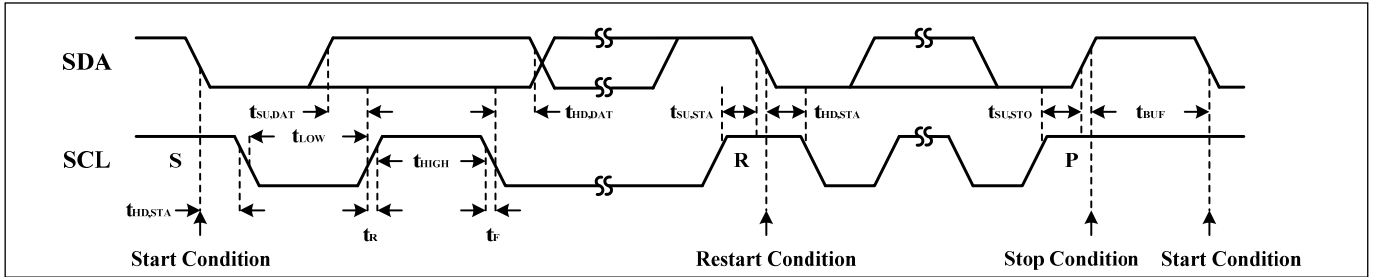 SDA
tSU,DAT
tHD,DAT
tSU,STA
tHD,STA
tSU,STO
tBUF
tLOW
SCL
S
tHIGH
R
P
tHD,STA
tR
tF
Start Condition
Restart Condition
Stop Condition
Start Condition